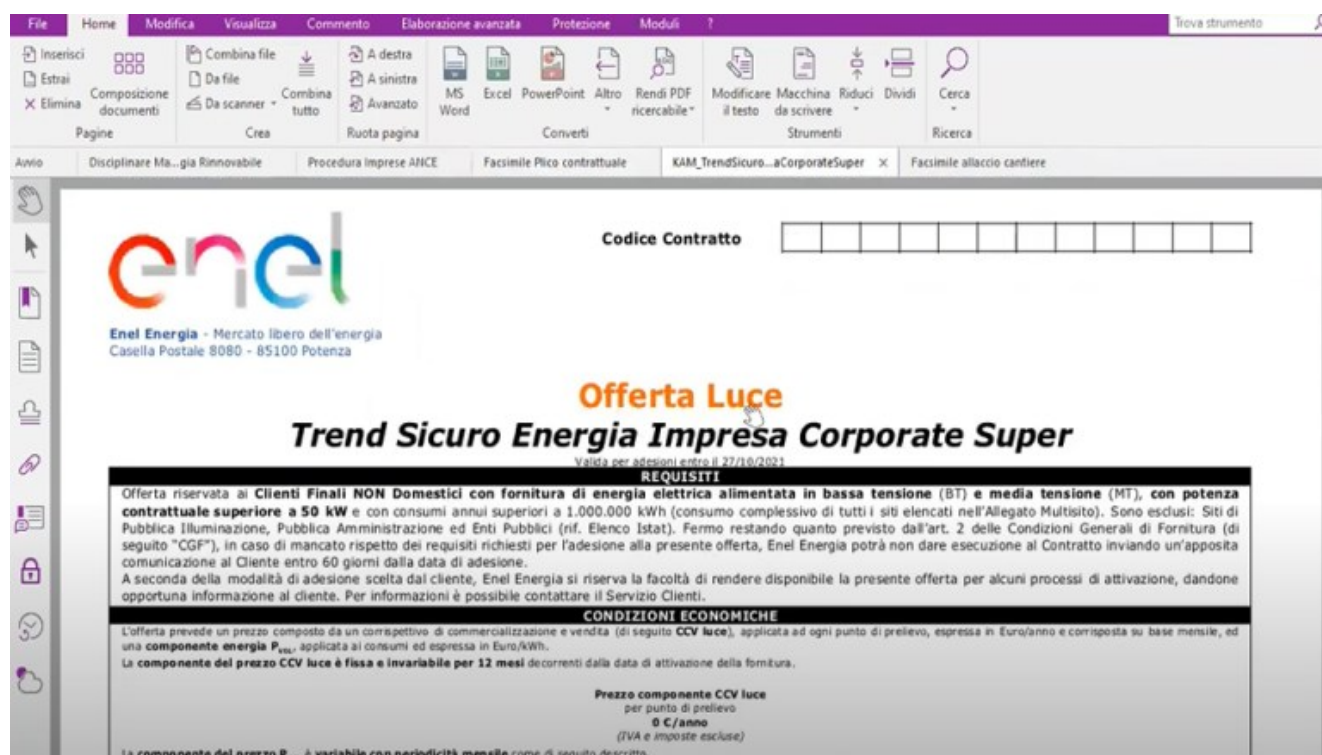 File Home Modifica Visualizza Commento Elaborazione avanzata Protezione Moduli ? Trova strumento
Inserisci
Estrai
Elimina
Composizione
documenti
Combina file
Da file
Da scanner
Combina
tutto
A destra
A sinistra
Avanzato
MS
Word
Excel
PowerPoint
Altro
Rendi PDF
ricercabile
Modificare
il testo
Macchina
da scrivere
Riduci
Dividi
Cerca
Pagine Crea Ruota pagina Converti Strumenti Ricerca
Avvio Disciplinare Ma...gia Rinnovabile Procedura Imprese ANCE Facsimile Plico contrattuale KAM_TrendSicuro...aCorporateSuper × Facsimile allaccio cantiere
enel
Codice Contratto
Enel Energia - Mercato libero dell'energia
Casella Postale 8080 - 85100 Potenza
Offerta Luce
Trend Sicuro Energia Impresa Corporate Super
Valida per adesioni entro il 27/10/2021
REQUISITI
Offerta riservata ai Clienti Finali NON Domestici con fornitura di energia elettrica alimentata in bassa tensione (BT) e media tensione (MT), con potenza
contrattuale superiore a 50 kW e con consumi annui superiori a 1.000.000 kWh (consumo complessivo di tutti i siti elencati nell'Allegato Multisito). Sono esclusi: Siti di
Pubblica Illuminazione, Pubblica Amministrazione ed Enti Pubblici (rif. Elenco Istat). Fermo restando quanto previsto dall'art. 2 delle Condizioni Generali di Fornitura (di
seguito "CGF"), in caso di mancato rispetto dei requisiti richiesti per l'adesione alla presente offerta, Enel Energia potrà non dare esecuzione al Contratto inviando un'apposita
comunicazione al Cliente entro 60 giorni dalla data di adesione.
A seconda della modalità di adesione scelta dal cliente, Enel Energia si riserva la facoltà di rendere disponibile la presente offerta per alcuni processi di attivazione, dandone
opportuna informazione al cliente. Per informazioni è possibile contattare il Servizio Clienti.
CONDIZIONI ECONOMICHE
L'offerta prevede un prezzo composto da un corrispettivo di commercializzazione e vendita (di seguito CCV luce), applicata ad ogni punto di prelievo, espressa in Euro/anno e corrisposta su base mensile, ed
una componente energia PVOL, applicata ai consumi ed espressa in Euro/kWh.
La componente del prezzo CCV luce è fissa e invariabile per 12 mesi decorrenti dalla data di attivazione della fornitura.
Prezzo componente CCV luce
per punto di prelievo
0 €/anno
(IVA e imposte escluse)
La componente del prezzo P è variabile con periodicità mensile come di seguito descritto